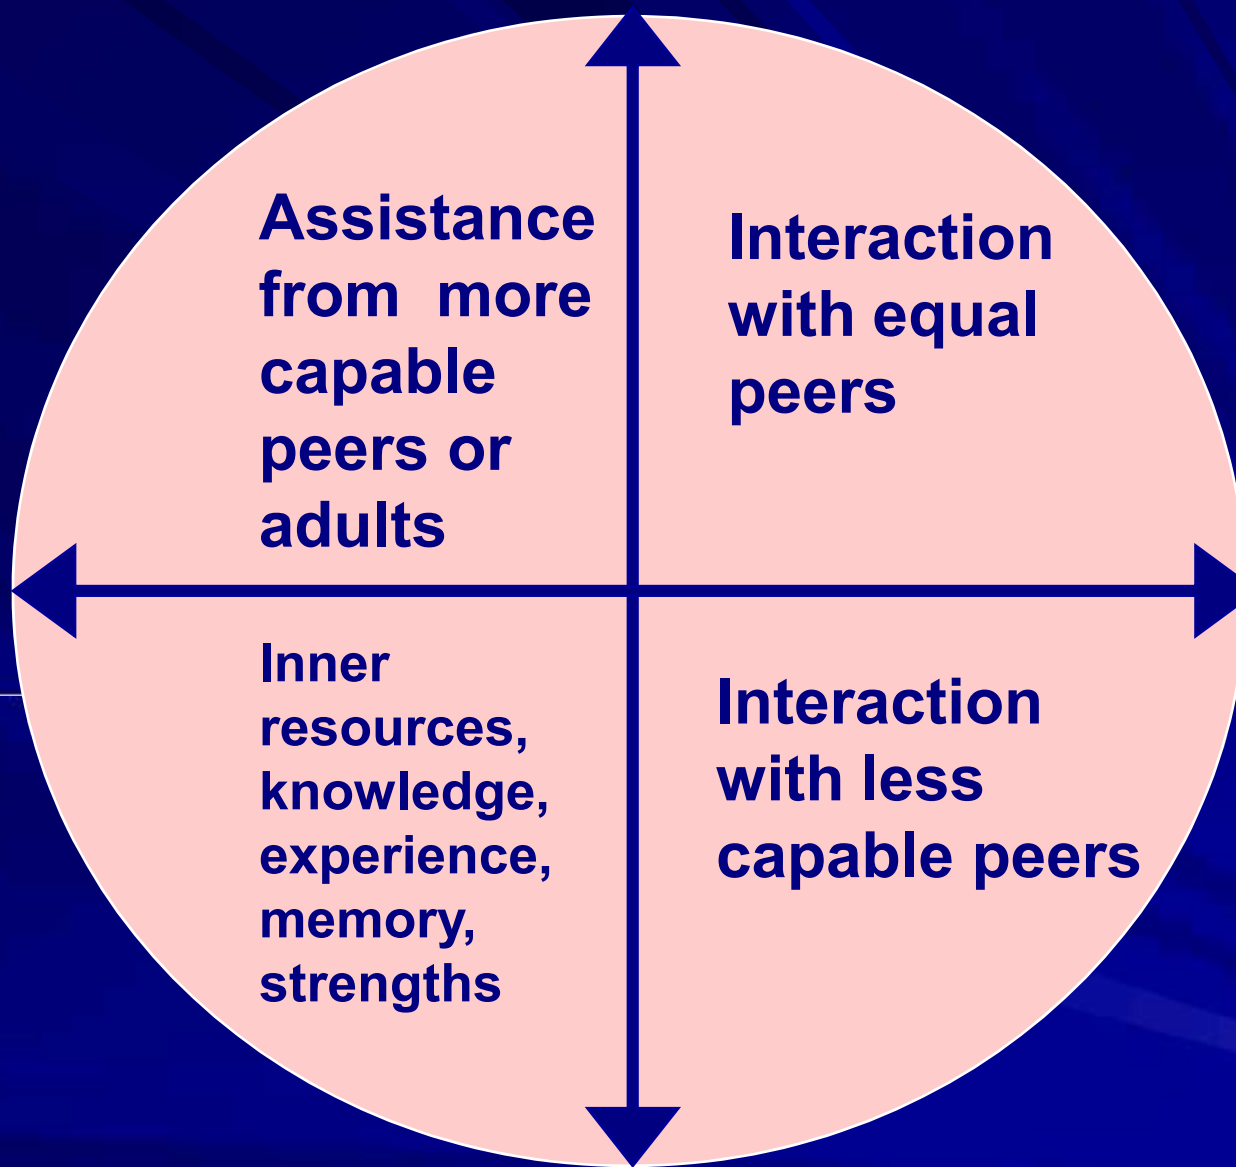 Assistance
from  more
capable
peers or
adults
Interaction
with equal
peers
Inner
resources,
knowledge,
experience,
memory,
strengths
Interaction
with less
capable peers